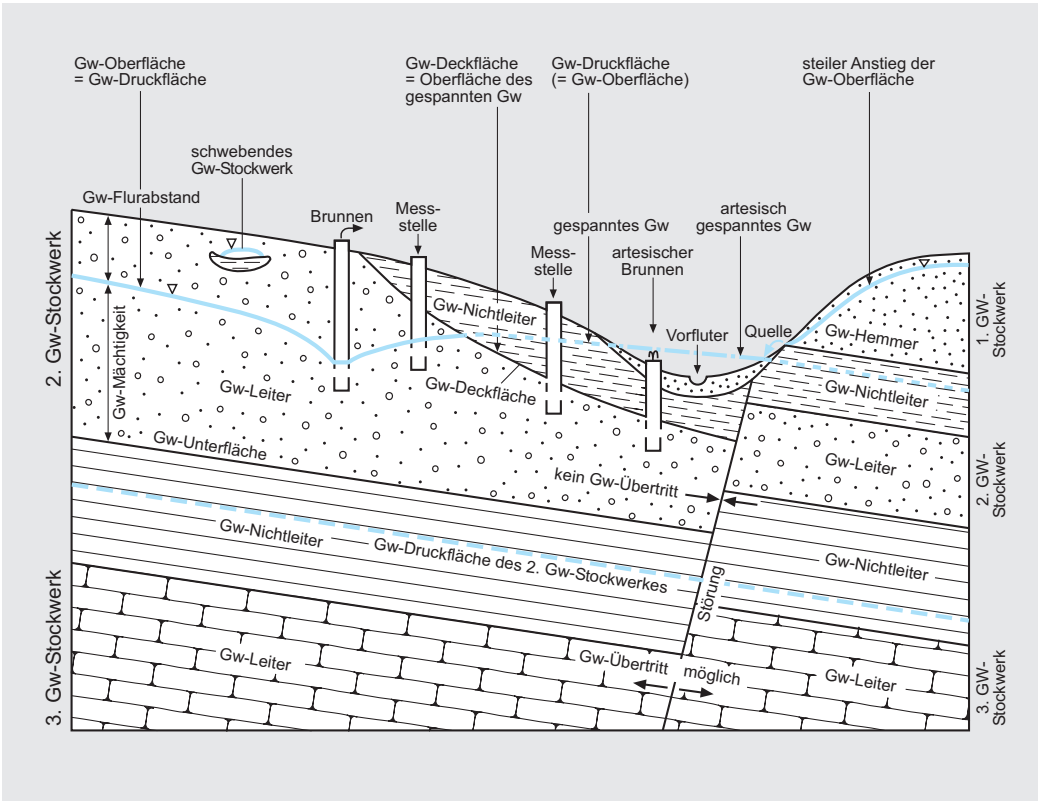 Gw-Oberfläche
= Gw-Druckfläche
Gw-Deckfläche
= Oberfläche des
gespannten Gw
Gw-Druckfläche
(= Gw-Oberfläche)
steiler Anstieg der
Gw-Oberfläche
schwebendes
Gw-Stockwerk
Gw-Flurabstand
Brunnen
Mess-
stelle
gespanntes Gw
artesisch
gespanntes Gw
Mess-
stelle
artesischer
Brunnen
2. Gw-Stockwerk
Gw-Mächtigkeit
Gw-Nichtleiter
Vorfluter
Quelle
Gw-Hemmer
1. GW-
Stockwerk
Gw-Leiter
Gw-Deckfläche
Gw-Nichtleiter
Gw-Unterfläche
kein Gw-Übertritt
Gw-Leiter
2. GW-
Stockwerk
Gw-Nichtleiter
Gw-Druckfläche des 2. Gw-Stockwerkes
Störung
Gw-Nichtleiter
3. Gw-Stockwerk
Gw-Leiter
Gw-Übertritt möglich
Gw-Leiter
3. GW-
Stockwerk